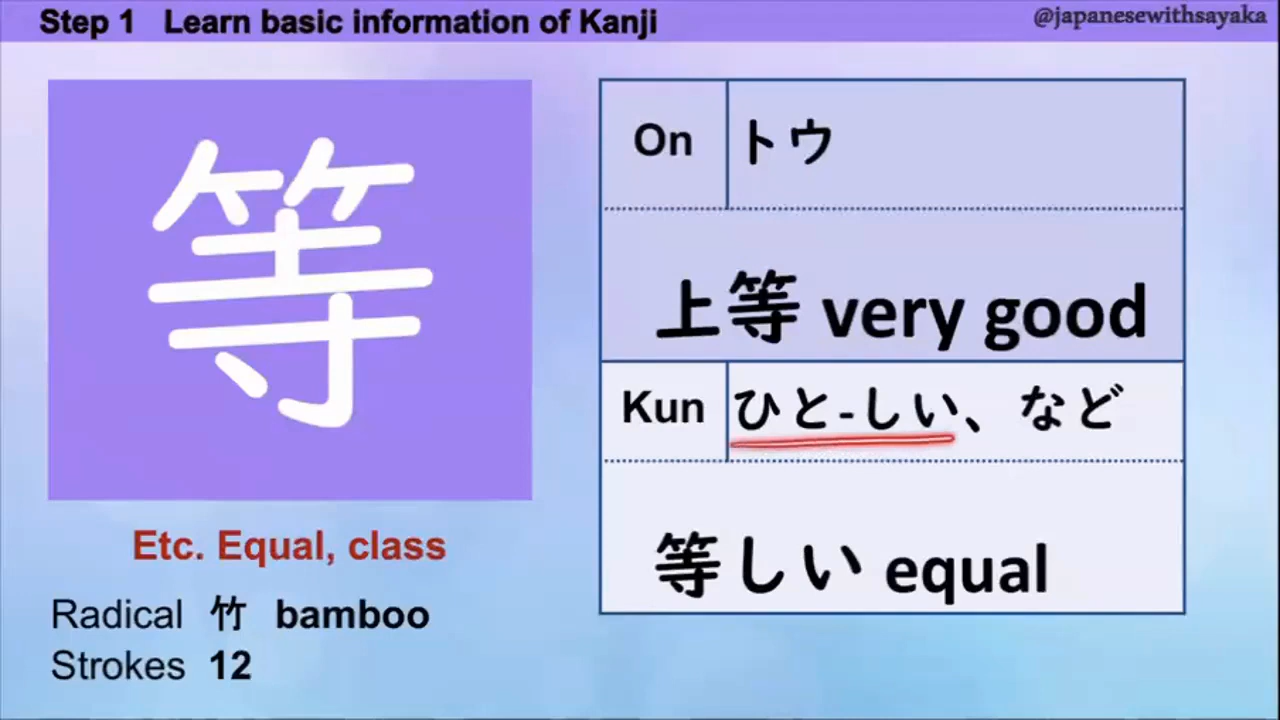 Step 1 Learn basic information of Kanji
@japanesewithsayaka
等
Etc. Equal, class
Radical 竹 bamboo
Strokes 12
On トウ
上等 very good
Kun ひと-しい、など
等しい equal